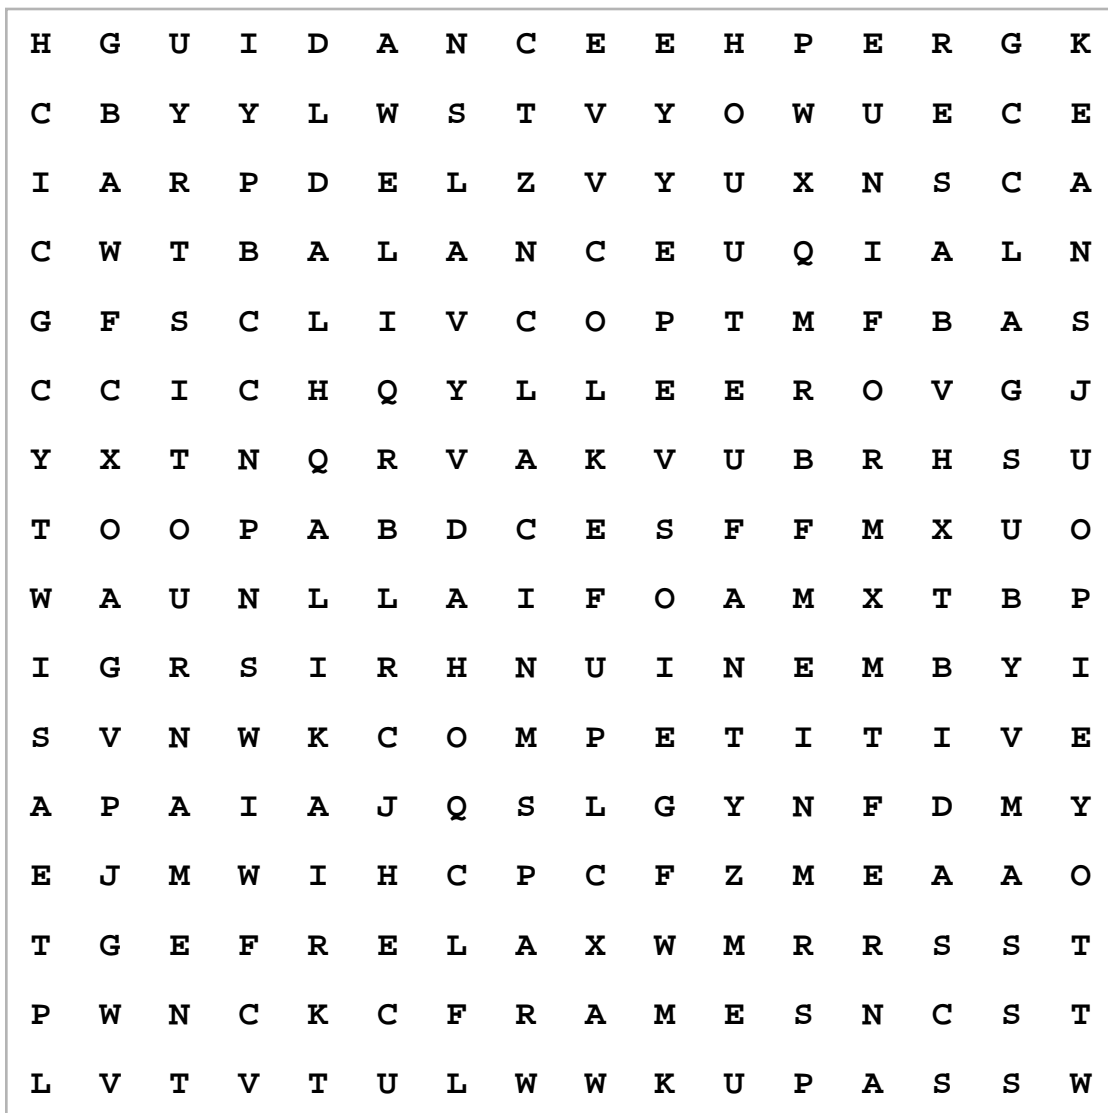 H G U I D A N C E E H P E R G K
C B Y Y L W S T V Y O W U E C E
I A R P D E L Z V Y U X N S C A
C W T B A L A N C E U Q I A L N
G F S C L I V C O P T M F B A S
C C I C H Q Y L L E E R O V G J
Y X T N Q R V A K V U B R H S U
T O O P A B D C E S F F M X U O
W A U N L L A I F O A M X T B P
I G R S I R H N U I N E M B Y I
S V N W K C O M P E T I T I V E
A P A I A J Q S L G Y N F D M Y
E J M W I H C P C F Z M E A A O
T G E F R E L A X W M R R S S T
P W N C K C F R A M E S N C S T
L V T V T U L W W K U P A S S W